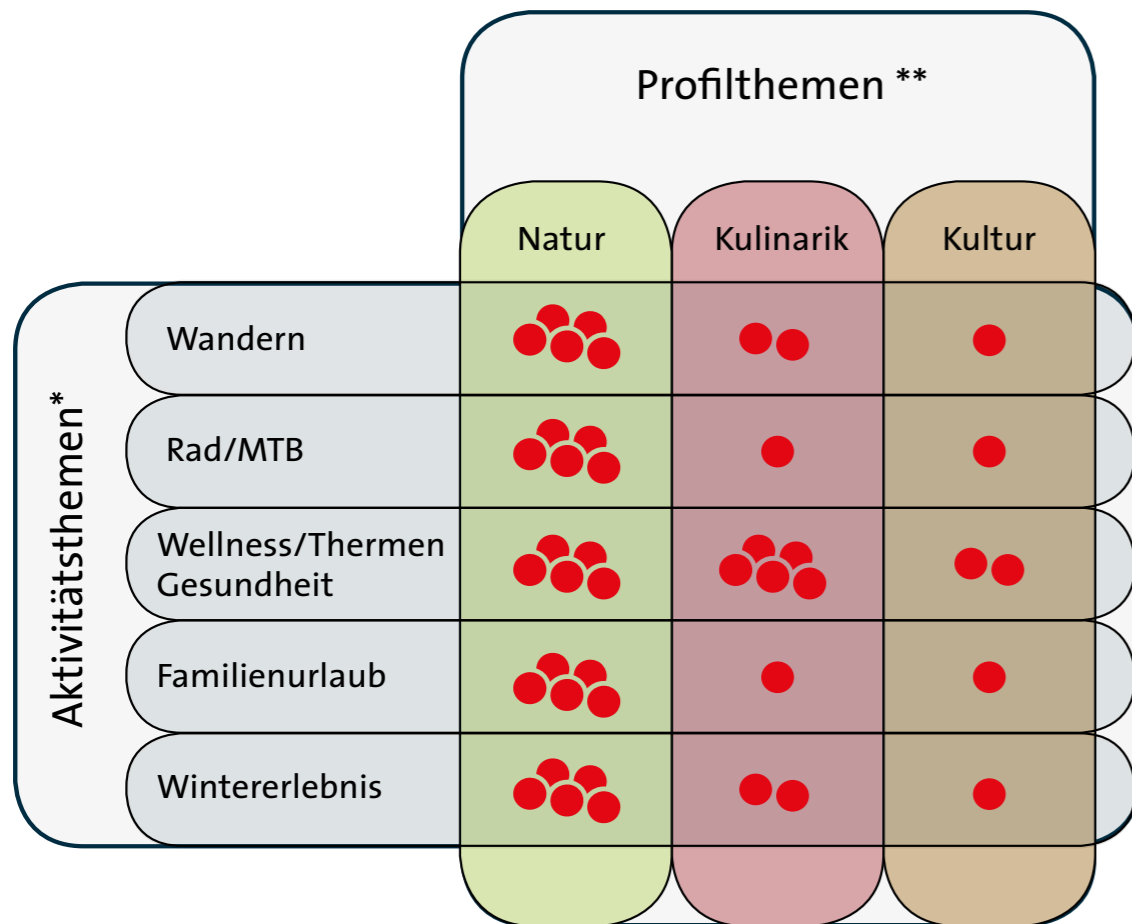 Profilthemen **
Natur
Kulinarik
Kultur
Aktivitätsthemen*
Wandern
Rad/MTB
Wellness/Thermen
Gesundheit
Familienurlaub
Wintererlebnis